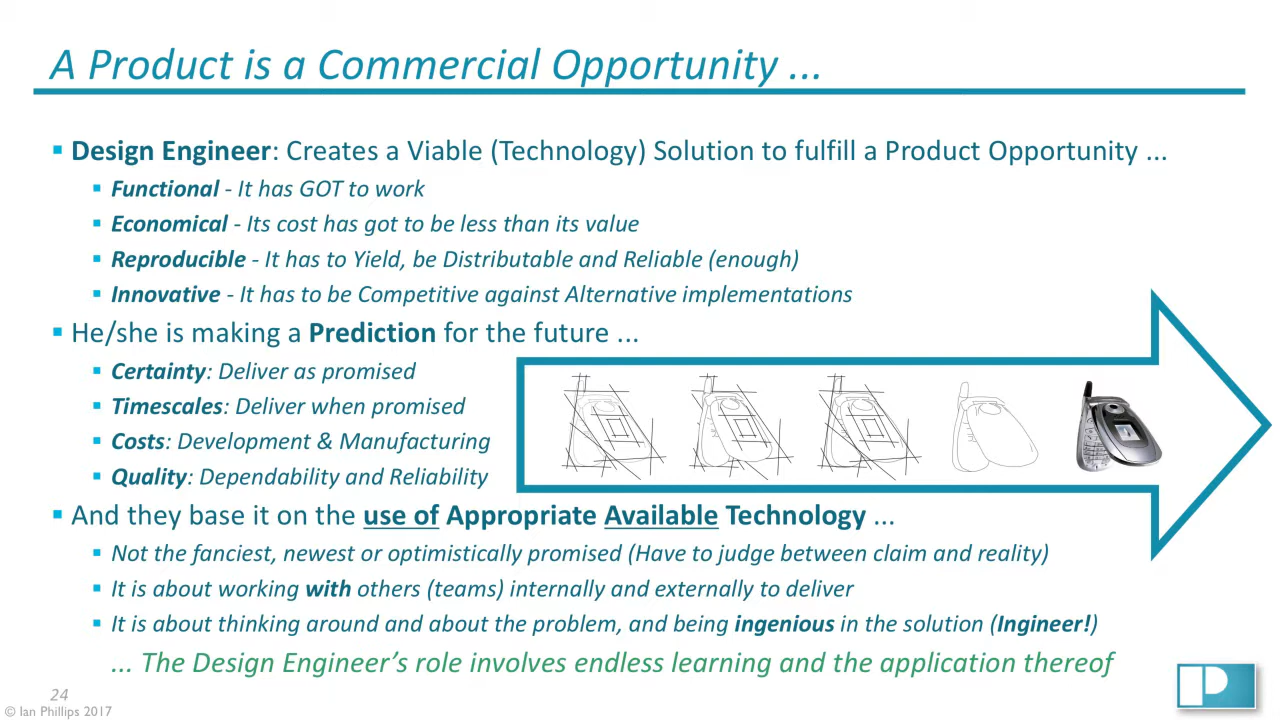 A Product is a Commercial Opportunity ...
▪ Design Engineer: Creates a Viable (Technology) Solution to fulfill a Product Opportunity ...
▪ Functional - It has GOT to work
▪ Economical - Its cost has got to be less than its value
▪ Reproducible - It has to Yield, be Distributable and Reliable (enough)
▪ Innovative - It has to be Competitive against Alternative implementations
▪ He/she is making a Prediction for the future ...
▪ Certainty: Deliver as promised
▪ Timescales: Deliver when promised
▪ Costs: Development & Manufacturing
▪ Quality: Dependability and Reliability
▪ And they base it on the use of Appropriate Available Technology ...
▪ Not the fanciest, newest or optimistically promised (Have to judge between claim and reality)
▪ It is about working with others (teams) internally and externally to deliver
▪ It is about thinking around and about the problem, and being ingenious in the solution (Ingineer!)
... The Design Engineer's role involves endless learning and the application thereof
24
© Ian Phillips 2017
P